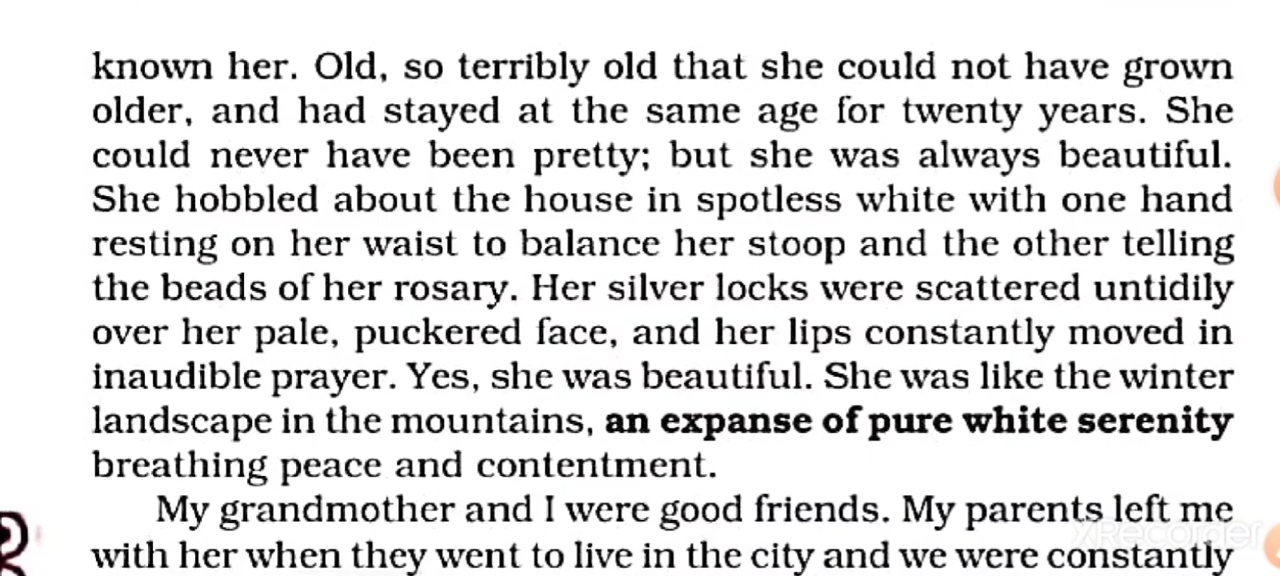 known her. Old, so terribly old that she could not have grown
older, and had stayed at the same age for twenty years. She
could never have been pretty; but she was always beautiful.
She hobbled about the house in spotless white with one hand
resting on her waist to balance her stoop and the other telling
the beads of her rosary. Her silver locks were scattered untidily
over her pale, puckered face, and her lips constantly moved in
inaudible prayer. Yes, she was beautiful. She was like the winter
landscape in the mountains, an expanse of pure white serenity
breathing peace and contentment.
My grandmother and I were good friends. My parents left me
XRecorder
with her when they went to live in the city and we were constantly